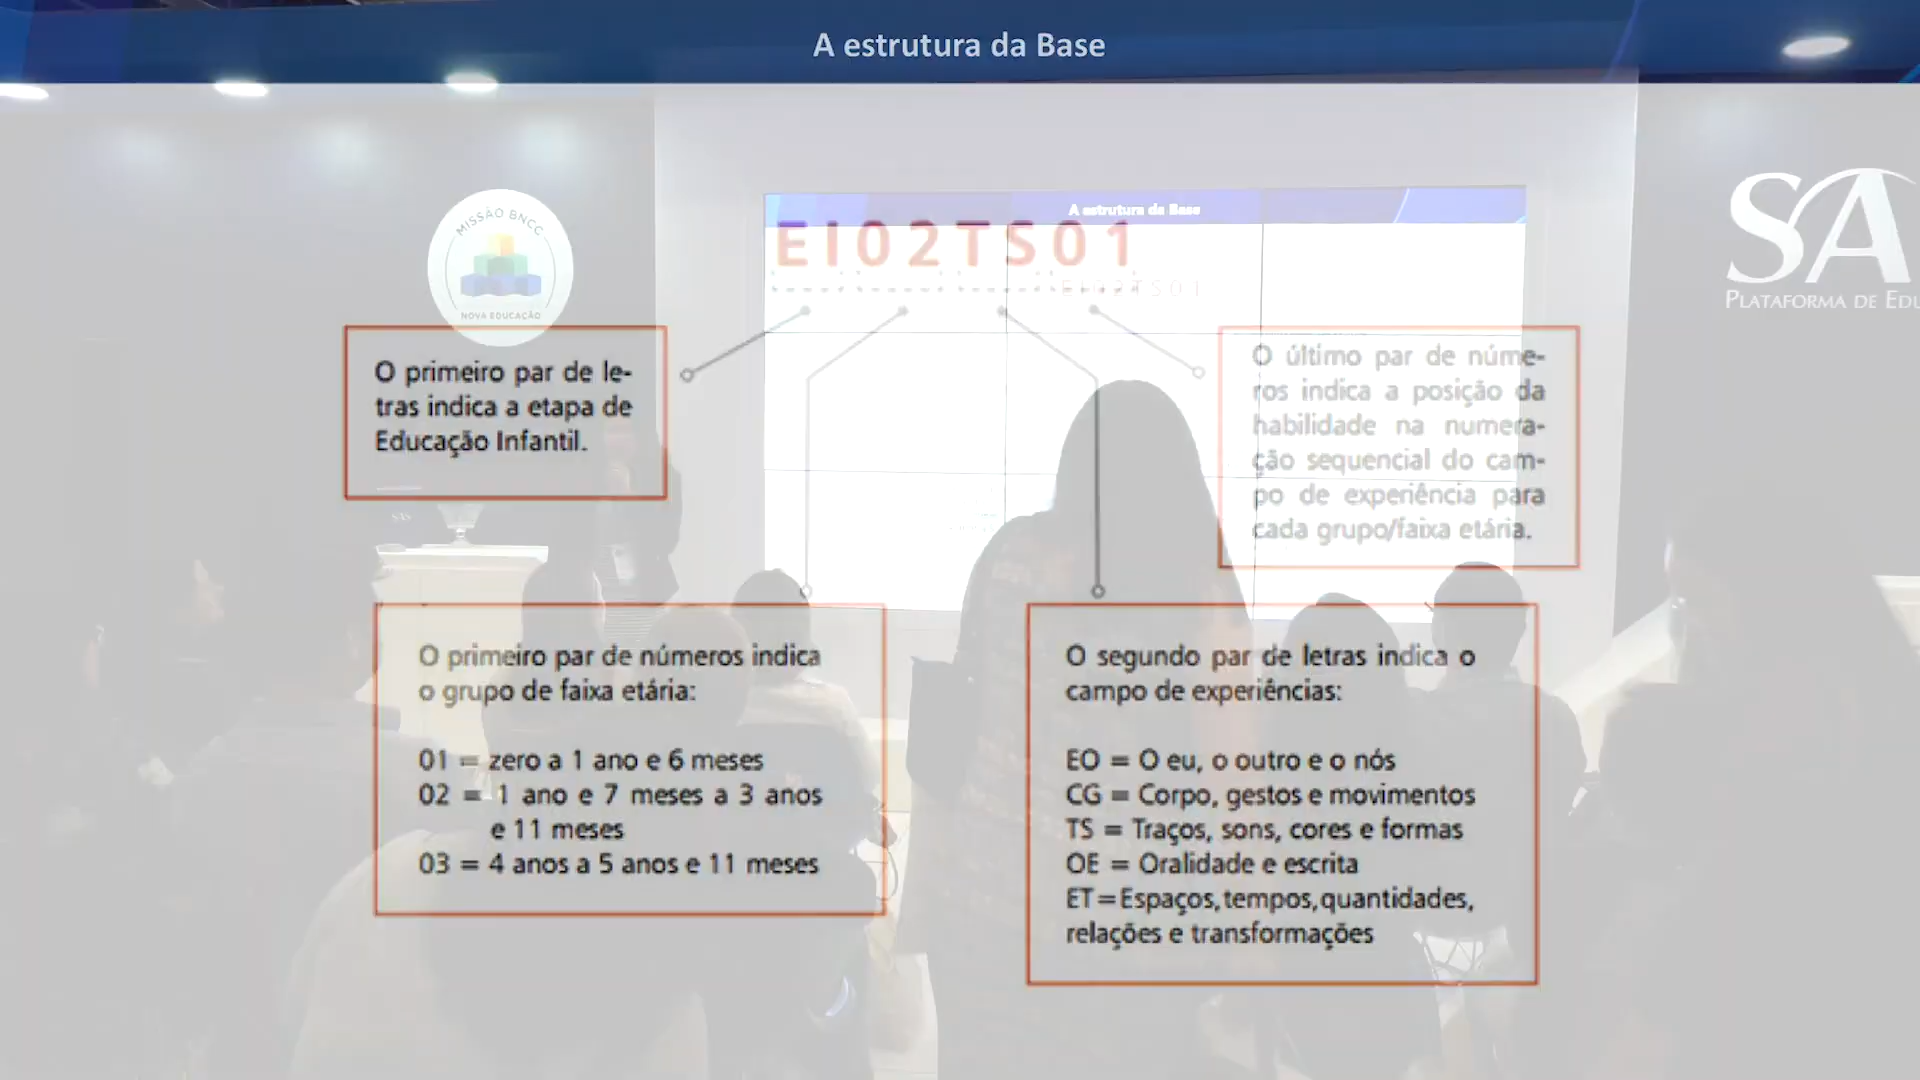 A estrutura da Base
MISSÃO BNCC
NOVA EDUCAÇÃO
SA
PLATAFORMA DE EDU
A estrutura da Base
EI02TS01
EI02TS01
O primeiro par de le-
tras indica a etapa de
Educação Infantil.
O último par de núme-
ros indica a posição da
habilidade na numera-
ção sequencial do cam-
po de experiência para
cada grupo/faixa etária.
O primeiro par de números indica
o grupo de faixa etária:
01 = zero a 1 ano e 6 meses
02 = 1 ano e 7 meses a 3 anos
e 11 meses
03 = 4 anos a 5 anos e 11 meses
O segundo par de letras indica o
campo de experiências:
EO = O eu, o outro e o nós
CG = Corpo, gestos e movimentos
TS = Traços, sons, cores e formas
OE = Oralidade e escrita
ET=Espaços,tempos,quantidades,
relações e transformações